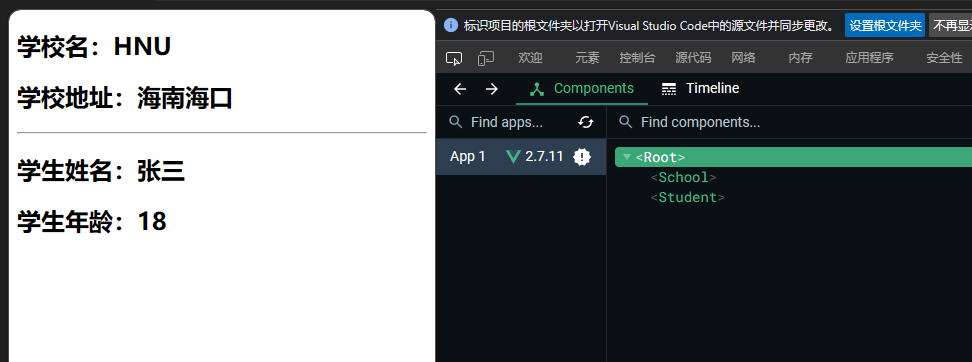 学校名：HNU
学校地址：海南海口
学生姓名：张三
学生年龄：18
标识项目的根文件夹以打开Visual Studio Code中的源文件并同步更改。 设置根文件夹 不再显示
欢迎 元素 控制台 源代码 网络 内存 应用程序 安全性
Components Timeline
Find apps... Find components...
App 1 2.7.11
<Root>
<School>
<Student>